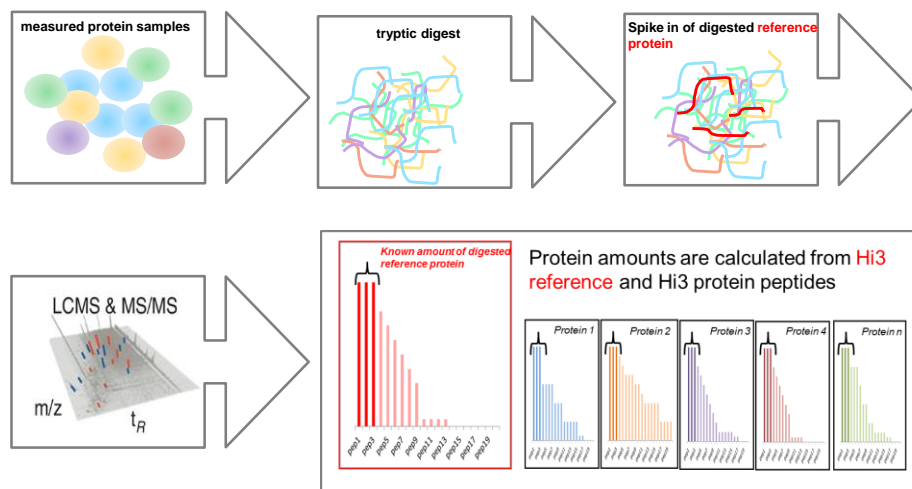 measured protein samples
tryptic digest
Spike in of digested reference
protein
LCMS & MS/MS
m/z
tR
Known amount of digested
reference protein
pep1
pep3
pep5
pep7
pep9
pep11
pep13
pep15
pep17
pep19
Protein amounts are calculated from Hi3
reference and Hi3 protein peptides
Protein 1
Protein 2
Protein 3
Protein 4
Protein n